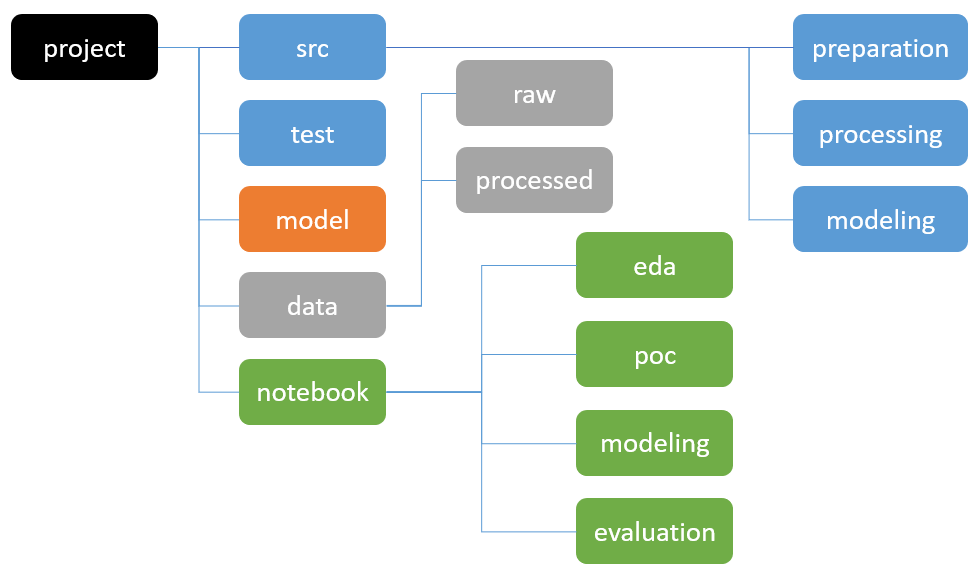 project
src
test
model
data
notebook
raw
processed
eda
poc
modeling
evaluation
preparation
processing
modeling